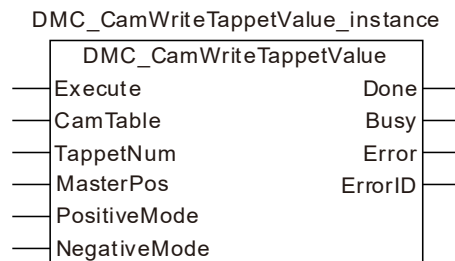 DMC_CamWriteTappetValue_instance
DMC_CamWriteTappetValue
Execute Done
CamTable Busy
TappetNum Error
MasterPos ErrorID
PositiveMode
NegativeMode